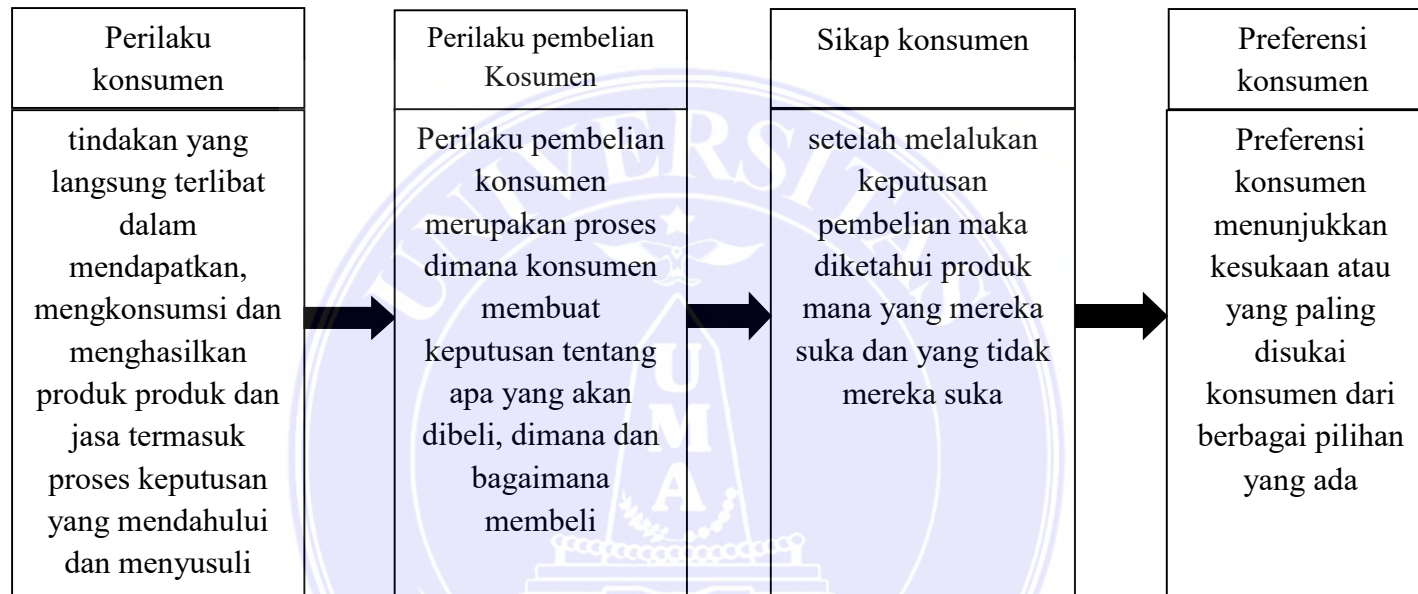 Perilaku
konsumen
tindakan yang
langsung terlibat
dalam
mendapatkan,
mengkonsumsi dan
menghasilkan
produk produk dan
jasa termasuk
proses keputusan
yang mendahului
dan menyusuli
Perilaku pembelian
Kosumen
Perilaku pembelian
konsumen
merupakan proses
dimana konsumen
membuat
keputusan tentang
apa yang akan
dibeli, dimana dan
bagaimana
membeli
Sikap konsumen
setelah melalukan
keputusan
pembelian maka
diketahui produk
mana yang mereka
suka dan yang tidak
mereka suka
Preferensi
konsumen
Preferensi
konsumen
menunjukkan
kesukaan atau
yang paling
disukai
konsumen dari
berbagai pilihan
yang ada
UNIVERSITAS
U
M
A